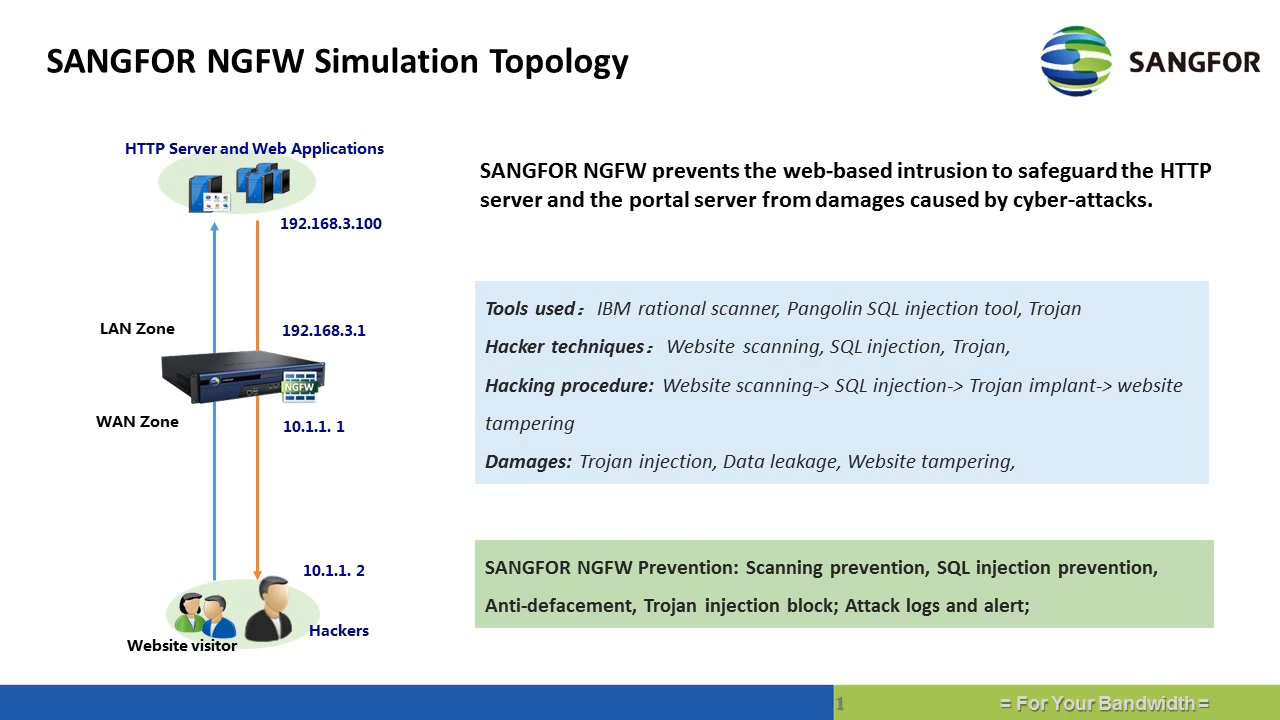 SANGFOR NGFW Simulation Topology
SANGFOR
HTTP Server and Web Applications
192.168.3.100
LAN Zone
192.168.3.1
NGFW
WAN Zone
10.1.1. 1
10.1.1. 2
Hackers
Website visitor
SANGFOR NGFW prevents the web-based intrusion to safeguard the HTTP
server and the portal server from damages caused by cyber-attacks.
Tools used： IBM rational scanner, Pangolin SQL injection tool, Trojan
Hacker techniques： Website scanning, SQL injection, Trojan,
Hacking procedure: Website scanning-> SQL injection-> Trojan implant-> website
tampering
Damages: Trojan injection, Data leakage, Website tampering,
SANGFOR NGFW Prevention: Scanning prevention, SQL injection prevention,
Anti-defacement, Trojan injection block; Attack logs and alert;
1
= For Your Bandwidth=